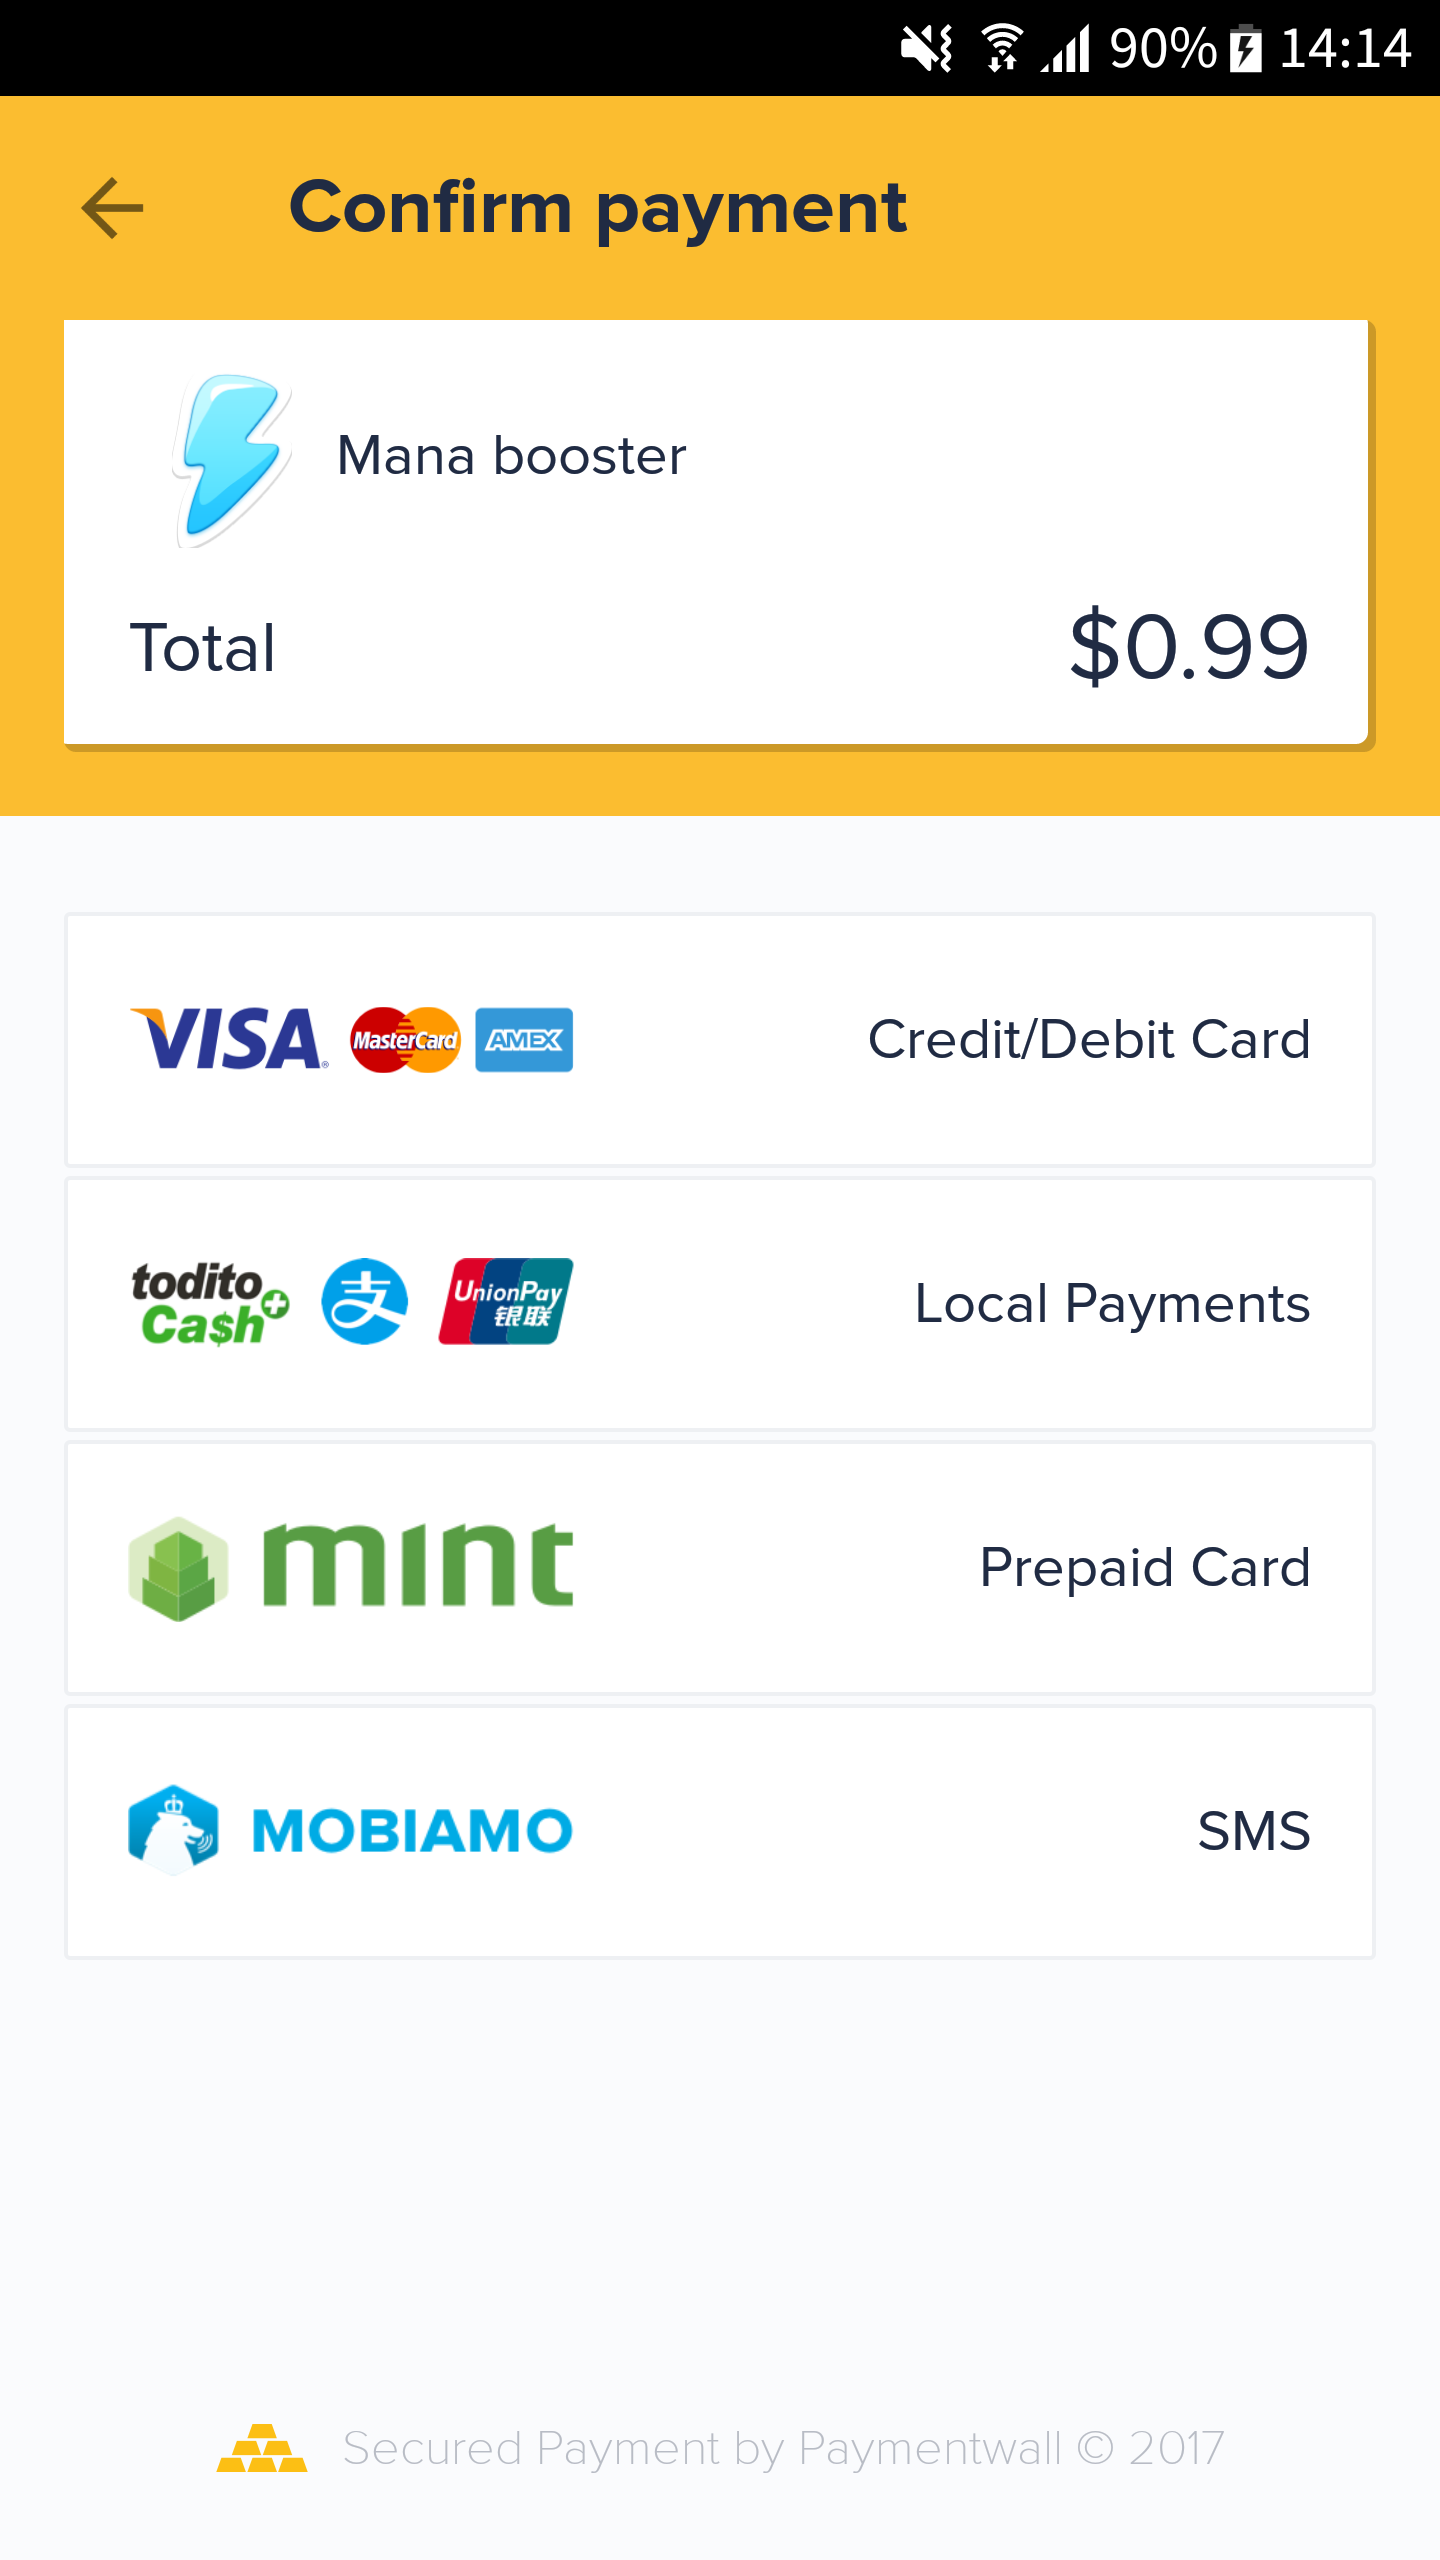 90% 14:14
Confirm payment
Mana booster
Total $0.99
VISA MasterCard AMEX Credit/Debit Card
todito Ca$h 支 UnionPay 银联 Local Payments
mint Prepaid Card
MOBIAMO SMS
Secured Payment by Paymentwall © 2017